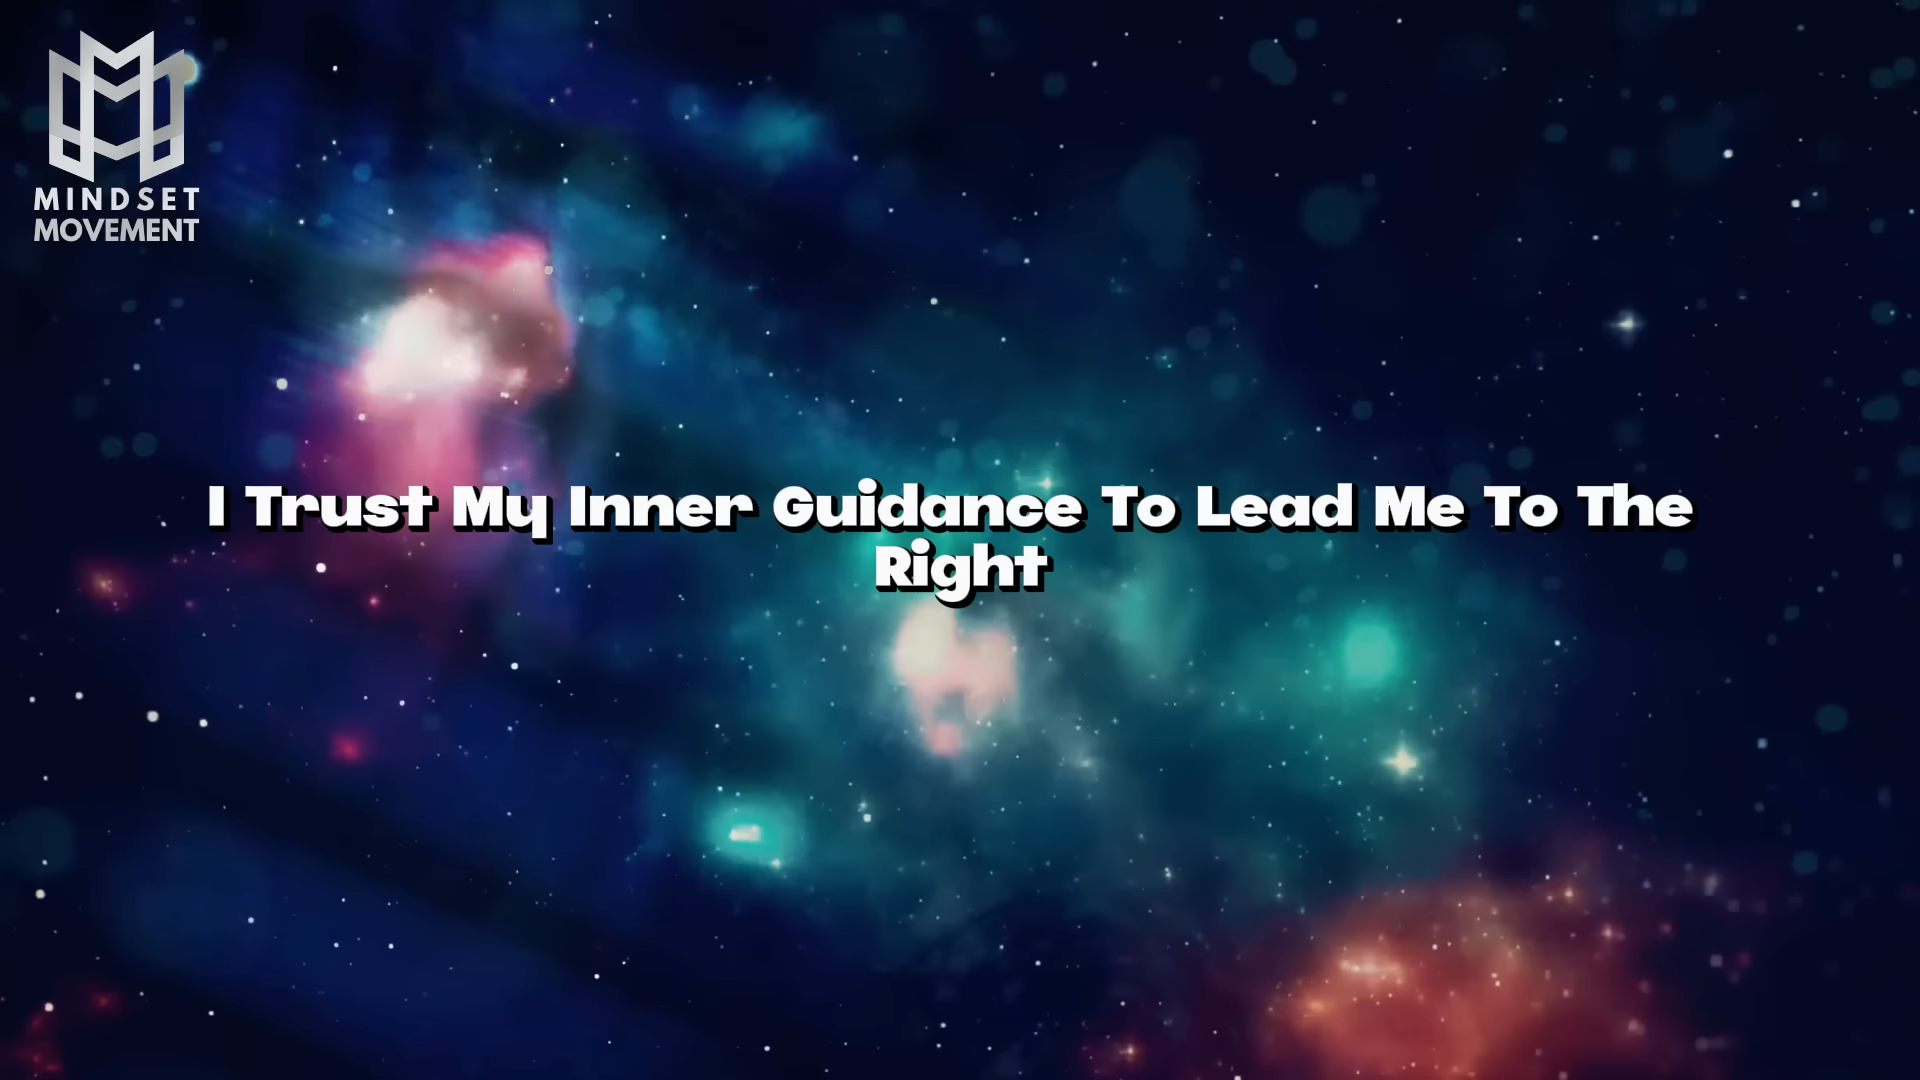 MINDSET
MOVEMENT
I Trust My Inner Guidance To Lead Me To The
Right